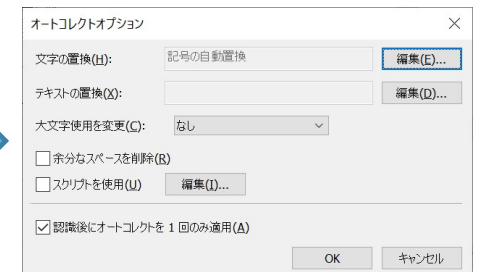 オートコレクトオプション
文字の置換(H): 記号の自動置換 編集(E)...
テキストの置換(X): 編集(D)...
大文字使用を変更(C): なし
余分なスペースを削除(R)
スクリプトを使用(U) 編集(I)...
認識後にオートコレクトを 1 回のみ適用(A)
OK キャンセル